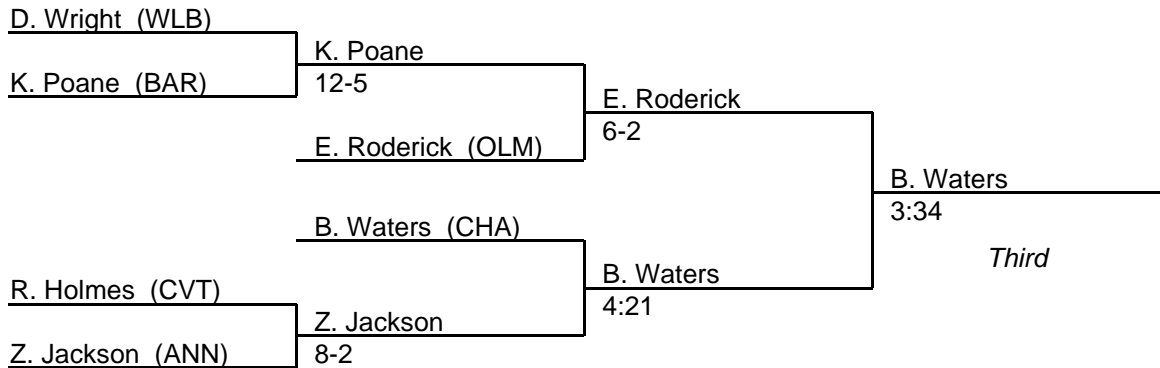 D. Wright (WLB)
K. Poane
K. Poane (BAR)
12-5
E. Roderick
6-2
E. Roderick (OLM)
B. Waters
3:34
B. Waters (CHA)
Third
B. Waters
R. Holmes (CVT)
4:21
Z. Jackson
Z. Jackson (ANN)
8-2